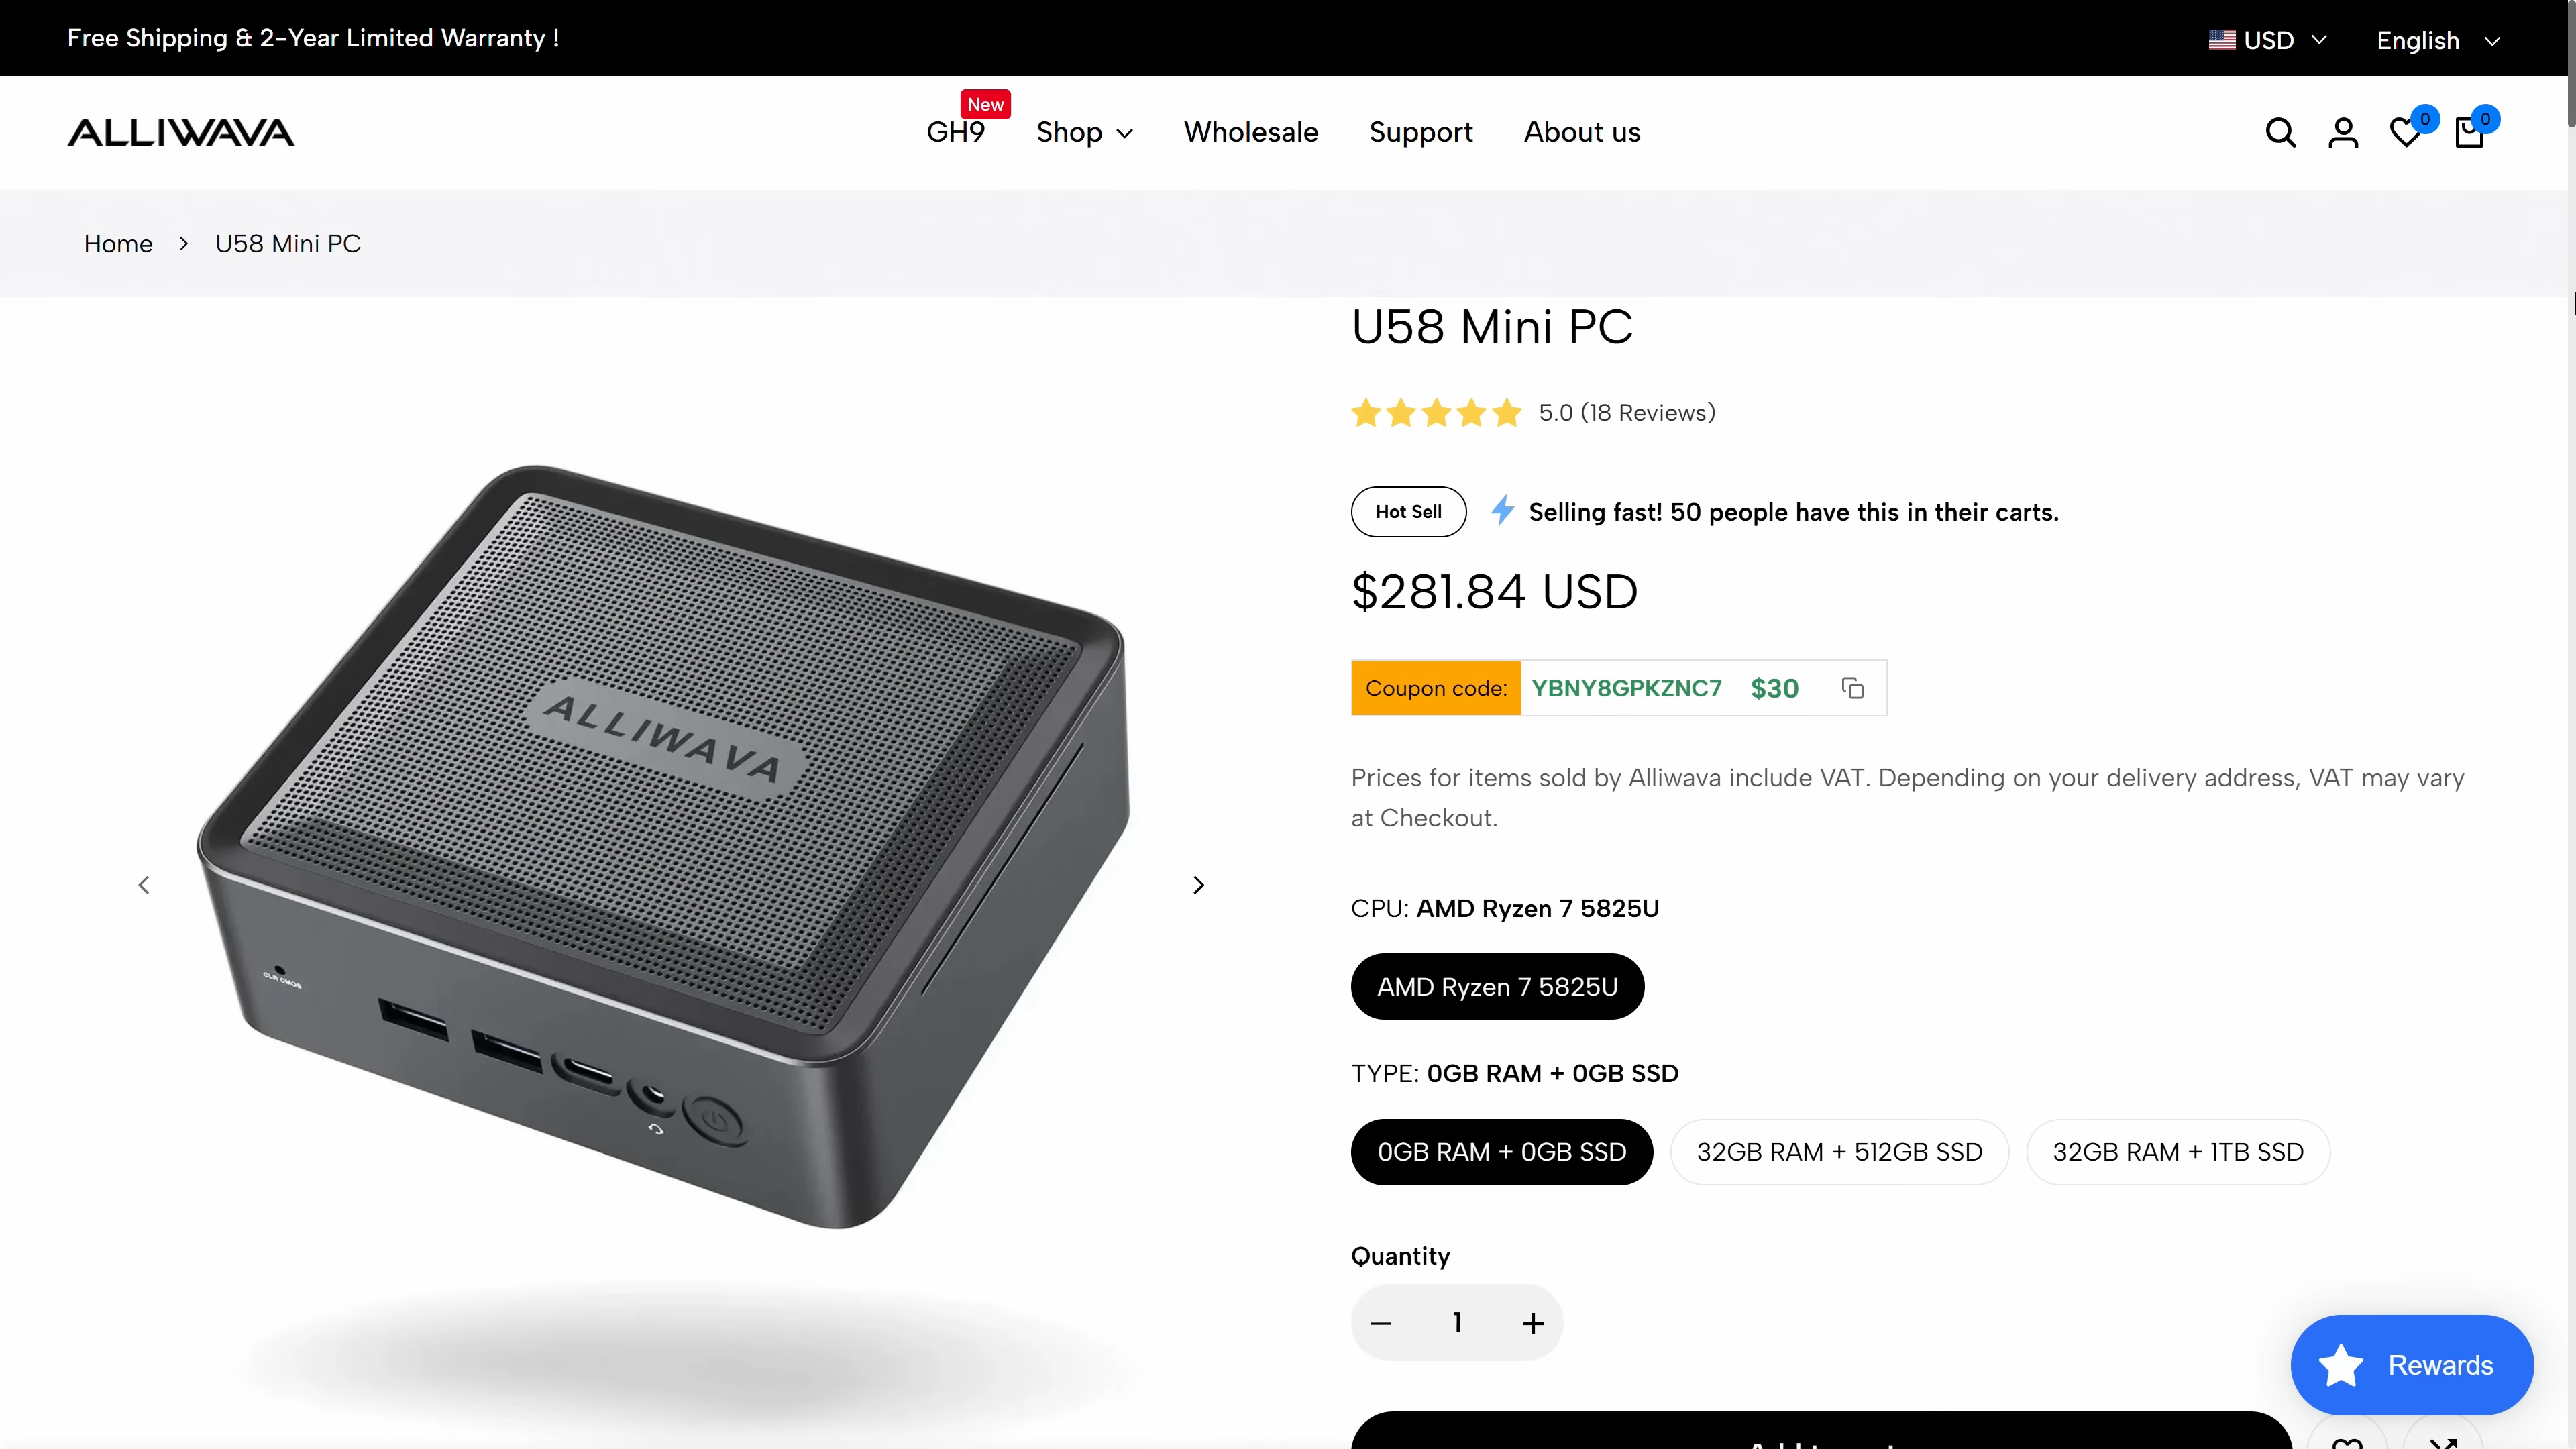 Free Shipping & 2-Year Limited Warranty !
USD
English
ALLIWAVA
New
GH9
Shop
Wholesale
Support
About us
0
0
Home
U58 Mini PC
U58 Mini PC
5.0 (18 Reviews)
Hot Sell
Selling fast! 50 people have this in their carts.
$281.84 USD
Coupon code:
YBNY8GPKZNC7
$30
Prices for items sold by Alliwava include VAT. Depending on your delivery address, VAT may vary
at Checkout.
ALLIWAVA
CLR CMOS
CPU: AMD Ryzen 7 5825U
AMD Ryzen 7 5825U
TYPE: 0GB RAM + 0GB SSD
0GB RAM + 0GB SSD
32GB RAM + 512GB SSD
32GB RAM + 1TB SSD
Quantity
1
Rewards